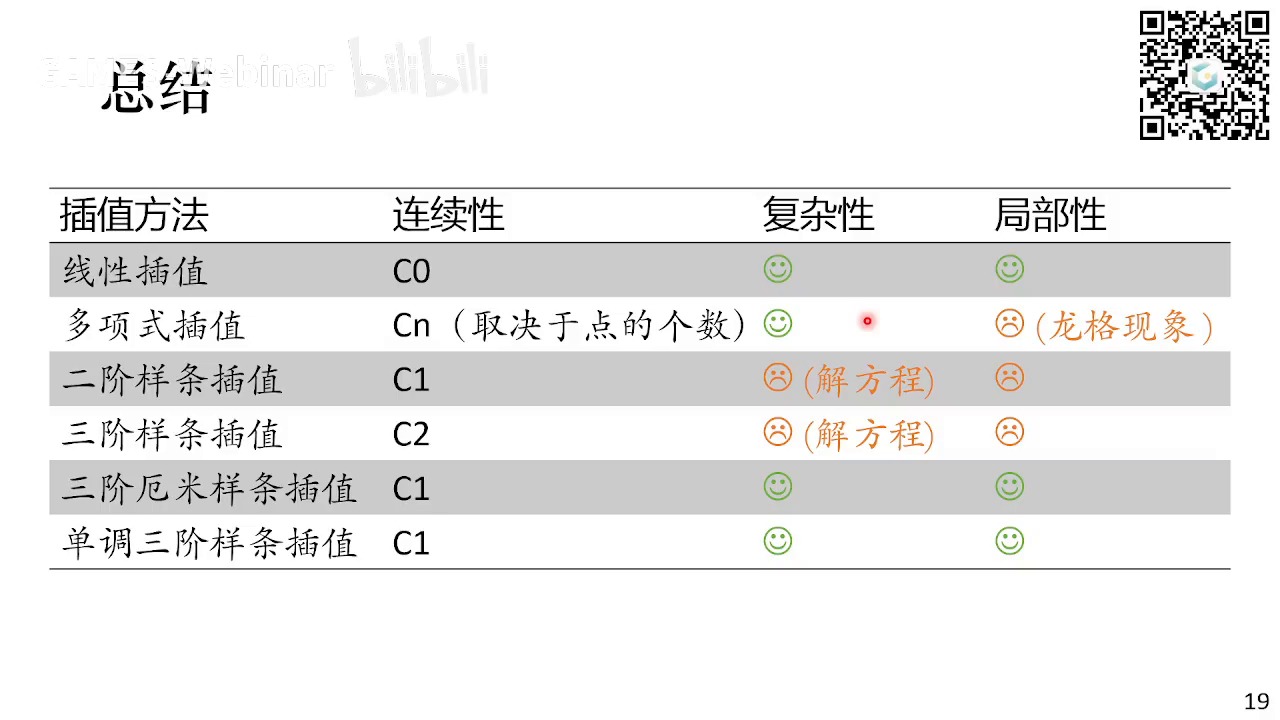 GAMES-Webinar bilibili
总结
插值方法 连续性 复杂性 局部性
线性插值 C0
多项式插值 Cn（取决于点的个数） (龙格现象)
二阶样条插值 C1 (解方程)
三阶样条插值 C2 (解方程)
三阶厄米样条插值 C1
单调三阶样条插值 C1
19